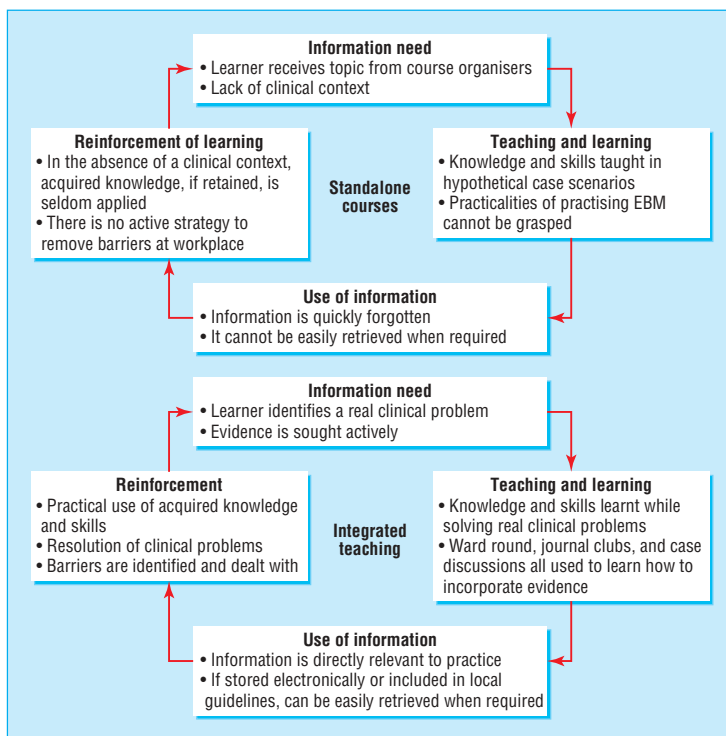 Information need
• Learner receives topic from course organisers
• Lack of clinical context
Reinforcement of learning
• In the absence of a clinical context,
acquired knowledge, if retained, is
seldom applied
• There is no active strategy to
remove barriers at workplace
Standalone
courses
Teaching and learning
• Knowledge and skills taught in
hypothetical case scenarios
• Practicalities of practising EBM
cannot be grasped
Use of information
• Information is quickly forgotten
• It cannot be easily retrieved when required
Information need
• Learner identifies a real clinical problem
• Evidence is sought actively
Reinforcement
• Practical use of acquired knowledge
and skills
• Resolution of clinical problems
• Barriers are identified and dealt with
Integrated
teaching
Teaching and learning
• Knowledge and skills learnt while
solving real clinical problems
• Ward round, journal clubs, and case
discussions all used to learn how to
incorporate evidence
Use of information
• Information is directly relevant to practice
• If stored electronically or included in local
guidelines, can be easily retrieved when required